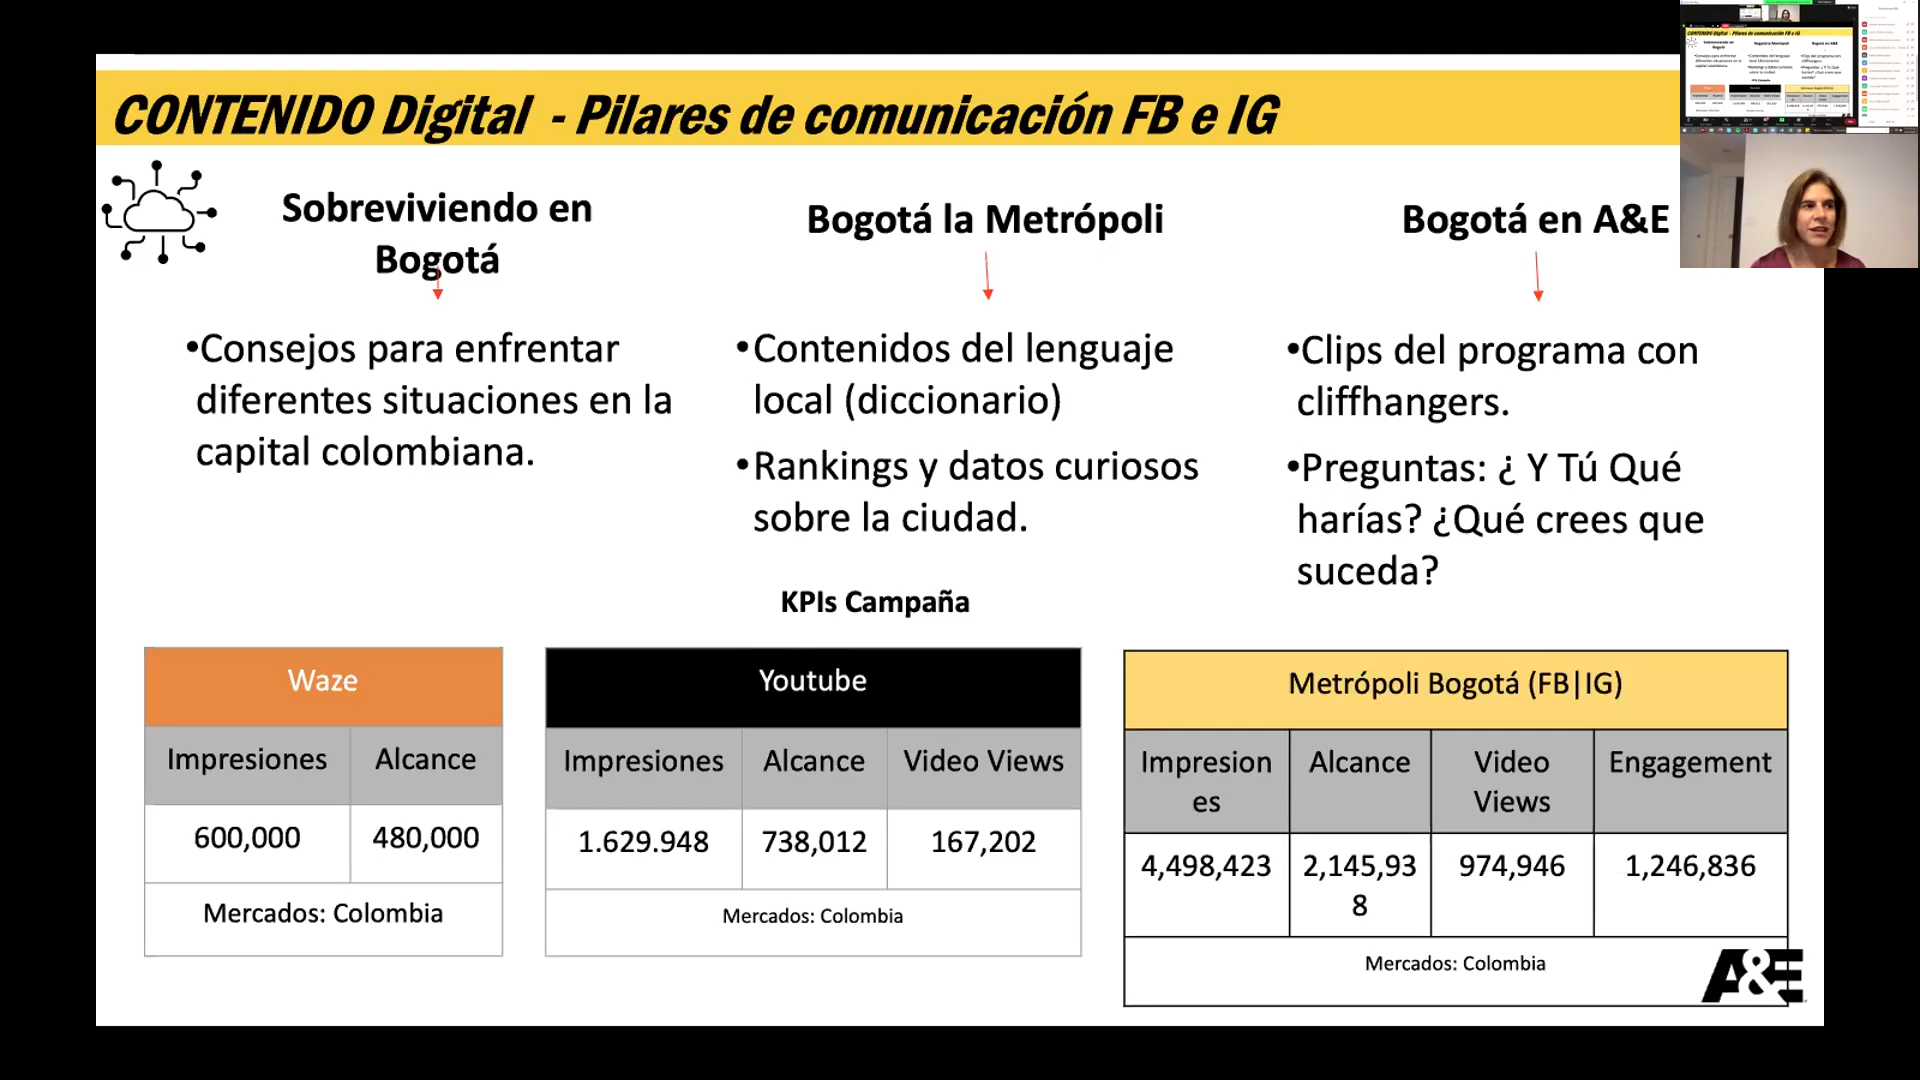 CONTENIDO Digital - Pilares de comunicación FB e IG
Sobreviviendo en
Bogotá
•Consejos para enfrentar
diferentes situaciones en la
capital colombiana.
Bogotá la Metrópoli
•Contenidos del lenguaje
local (diccionario)
•Rankings y datos curiosos
sobre la ciudad.
Bogotá en A&E
•Clips del programa con
cliffhangers.
•Preguntas: ¿ Y Tú Qué
harías? ¿Qué crees que
suceda?
KPIs Campaña
Waze
Impresiones Alcance
600,000 480,000
Mercados: Colombia
Youtube
Impresiones Alcance Video Views
1.629.948 738,012 167,202
Mercados: Colombia
Metrópoli Bogotá (FB|IG)
Impresion Alcance Video Engagement
es Views
4,498,423 2,145,93 974,946 1,246,836
8
Mercados: Colombia
A&E